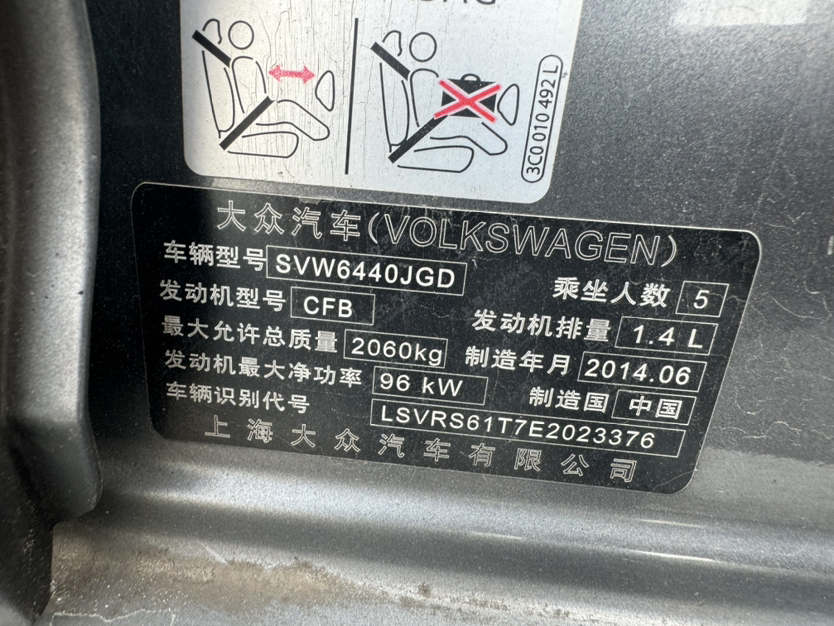 3C0 010 492 L
大众汽车(VOLKSWAGEN)
车辆型号 SVW6440JGD 乘坐人数 5
发动机型号 CFB 发动机排量 1.4 L
最大允许总质量 2060kg 制造年月 2014.06
发动机最大净功率 96 kW 制造国 中国
车辆识别代号 LSVRS61T7E2023376
上海大众汽车有限公司